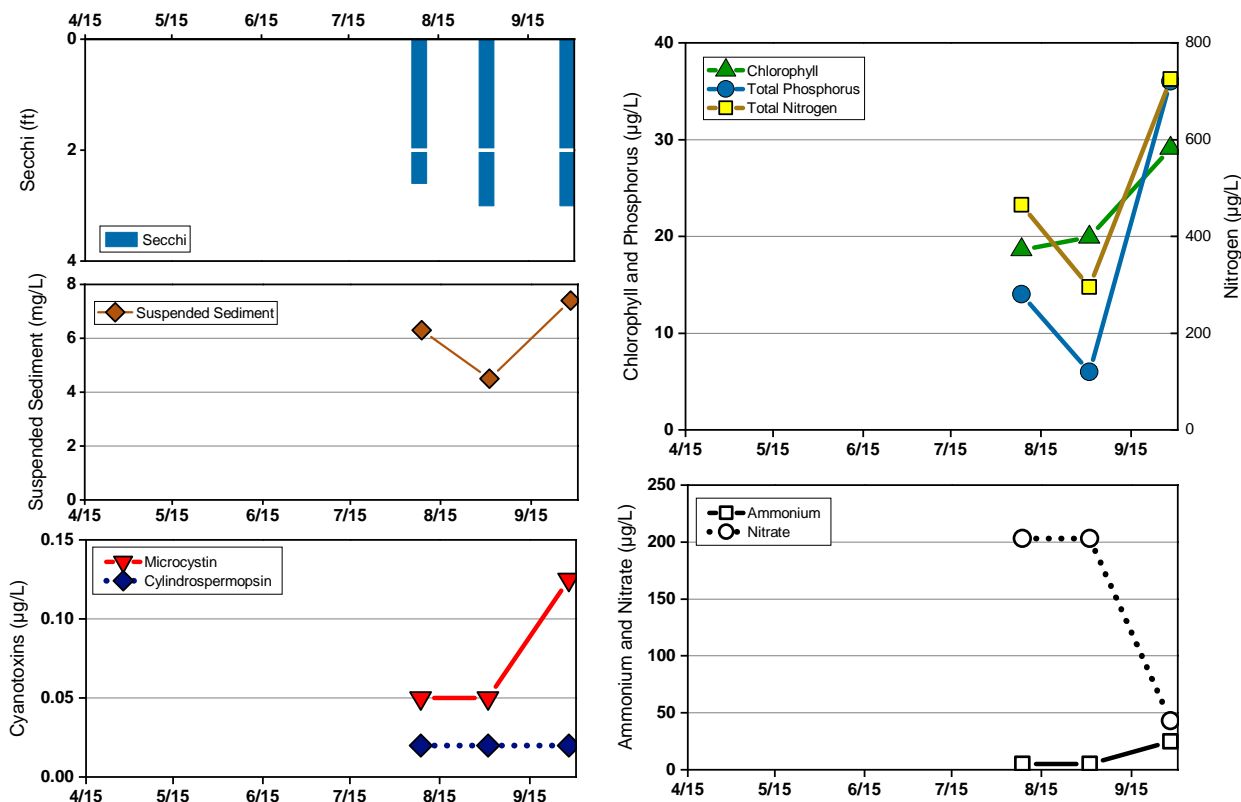 4/15 5/15 6/15 7/15 8/15 9/15
0
2
4
Secchi (ft)
Secchi
8
6
4
2
0
Suspended Sediment (mg/L)
Suspended Sediment
4/15 5/15 6/15 7/15 8/15 9/15
0.15
0.10
0.05
0.00
Cyanotoxins (µg/L)
Microcystin
Cylindrospermopsin
4/15 5/15 6/15 7/15 8/15 9/15
40
30
20
10
0
Chlorophyll and Phosphorus (µg/L)
Chlorophyll
Total Phosphorus
Total Nitrogen
800
600
400
200
0
Nitrogen (µg/L)
4/15 5/15 6/15 7/15 8/15 9/15
250
200
150
100
50
0
Ammonium and Nitrate (µg/L)
Ammonium
Nitrate
4/15 5/15 6/15 7/15 8/15 9/15